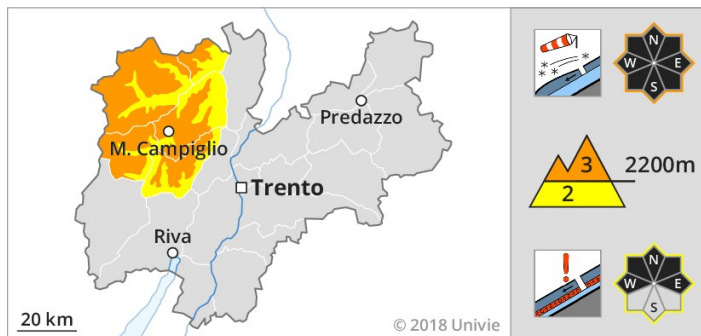 Predazzo
M. Campiglio
Trento
Riva
20 km
© 2018 Univie
N
W E
S
3 2200m
2
!
N
W E
S